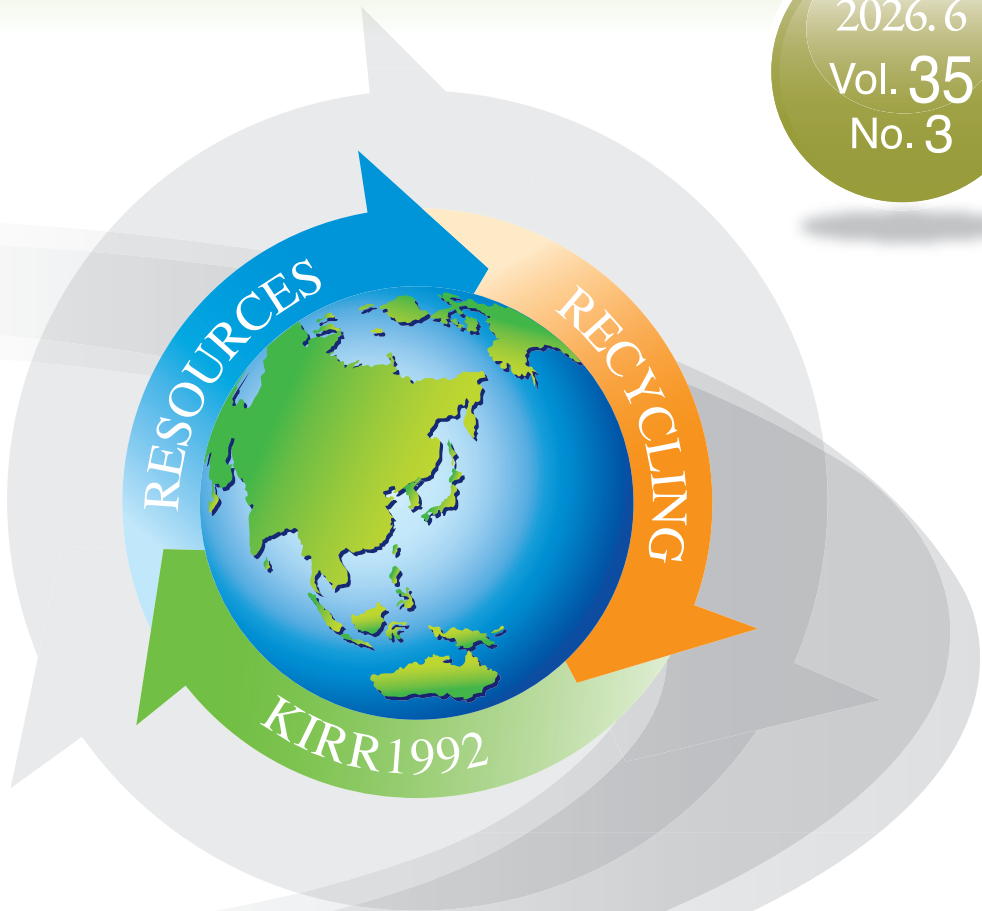 2026. 6
Vol. 35
No. 3
RESOURCES
RECYCLING
KIRR1992